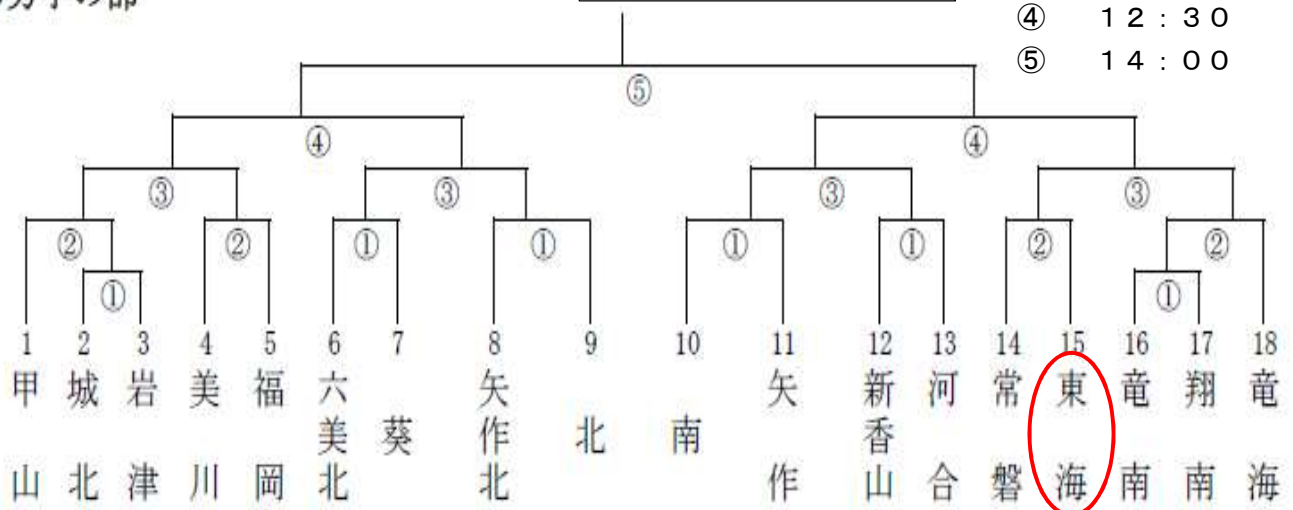 ④ 12:30
⑤ 14:00
⑤
④ ④
③ ③ ③ ③
② ② ① ① ① ① ② ②
① ①
1 2 3 4 5 6 7 8 9 10 11 12 13 14 15 16 17 18
甲山
城北
岩津
美川
福岡
六美北
葵
矢作北
北
南
矢作
新香山
河合
常磐
東海
竜南
翔南
竜海